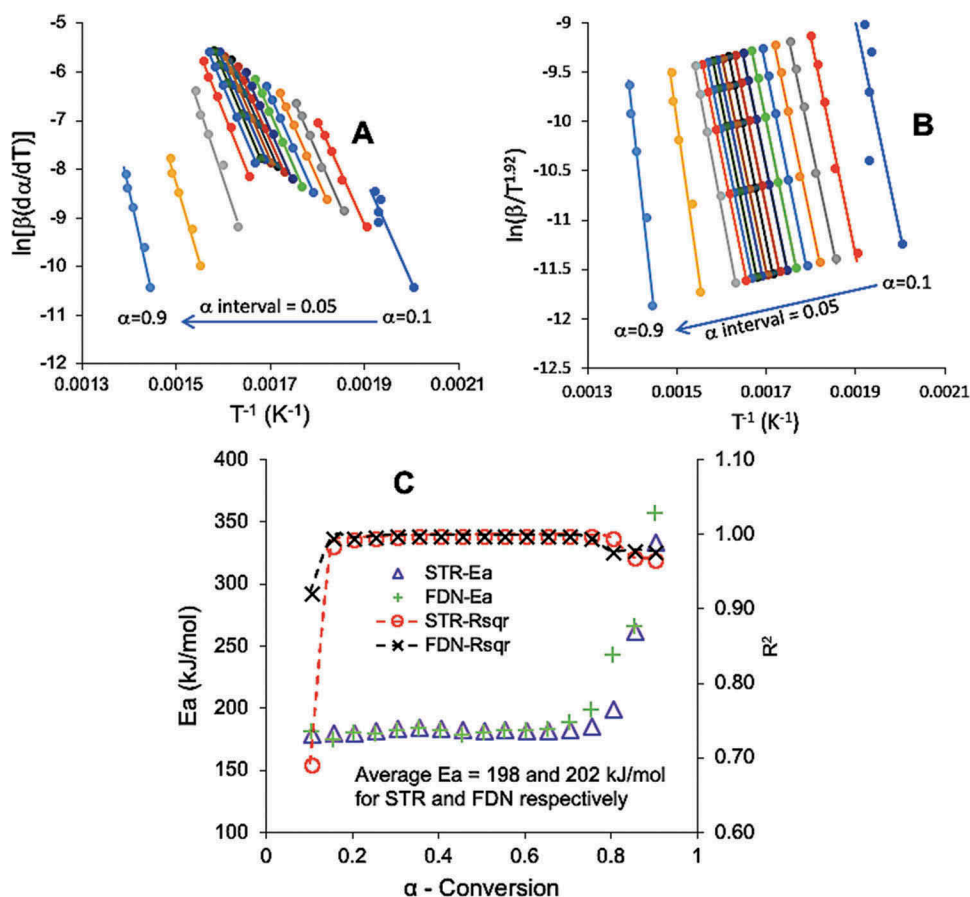 -5
-6
-7
-8
-9
-10
-11
-12
ln[β(dα/dT)]
A
α interval = 0.05
α=0.9
α=0.1
0.0013
0.0015
0.0017
0.0019
0.0021
T-1 (K-1)
-9
-9.5
-10
-10.5
-11
-11.5
-12
-12.5
ln(β/T1.92)
B
α=0.1
α=0.9
α interval = 0.05
0.0013
0.0015
0.0017
0.0019
0.0021
T-1 (K-1)
C
400
350
300
250
200
150
100
Ea (kJ/mol)
STR-Ea
FDN-Ea
STR-Rsqr
FDN-Rsqr
Average Ea = 198 and 202 kJ/mol
for STR and FDN respectively
1.10
1.00
0.90
0.80
0.70
0.60
R2
0
0.2
0.4
0.6
0.8
1
α - Conversion